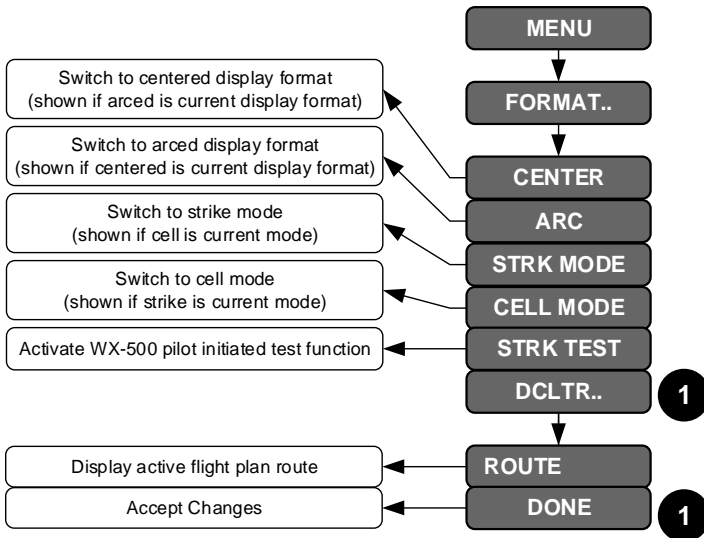 MENU
Switch to centered display format
(shown if arced is current display format)
FORMAT..
Switch to arced display format
(shown if centered is current display format)
CENTER
ARC
Switch to strike mode
(shown if cell is current mode)
STRK MODE
Switch to cell mode
(shown if strike is current mode)
CELL MODE
Activate WX-500 pilot initiated test function
STRK TEST
DCLTR..
1
Display active flight plan route
ROUTE
Accept Changes
DONE
1